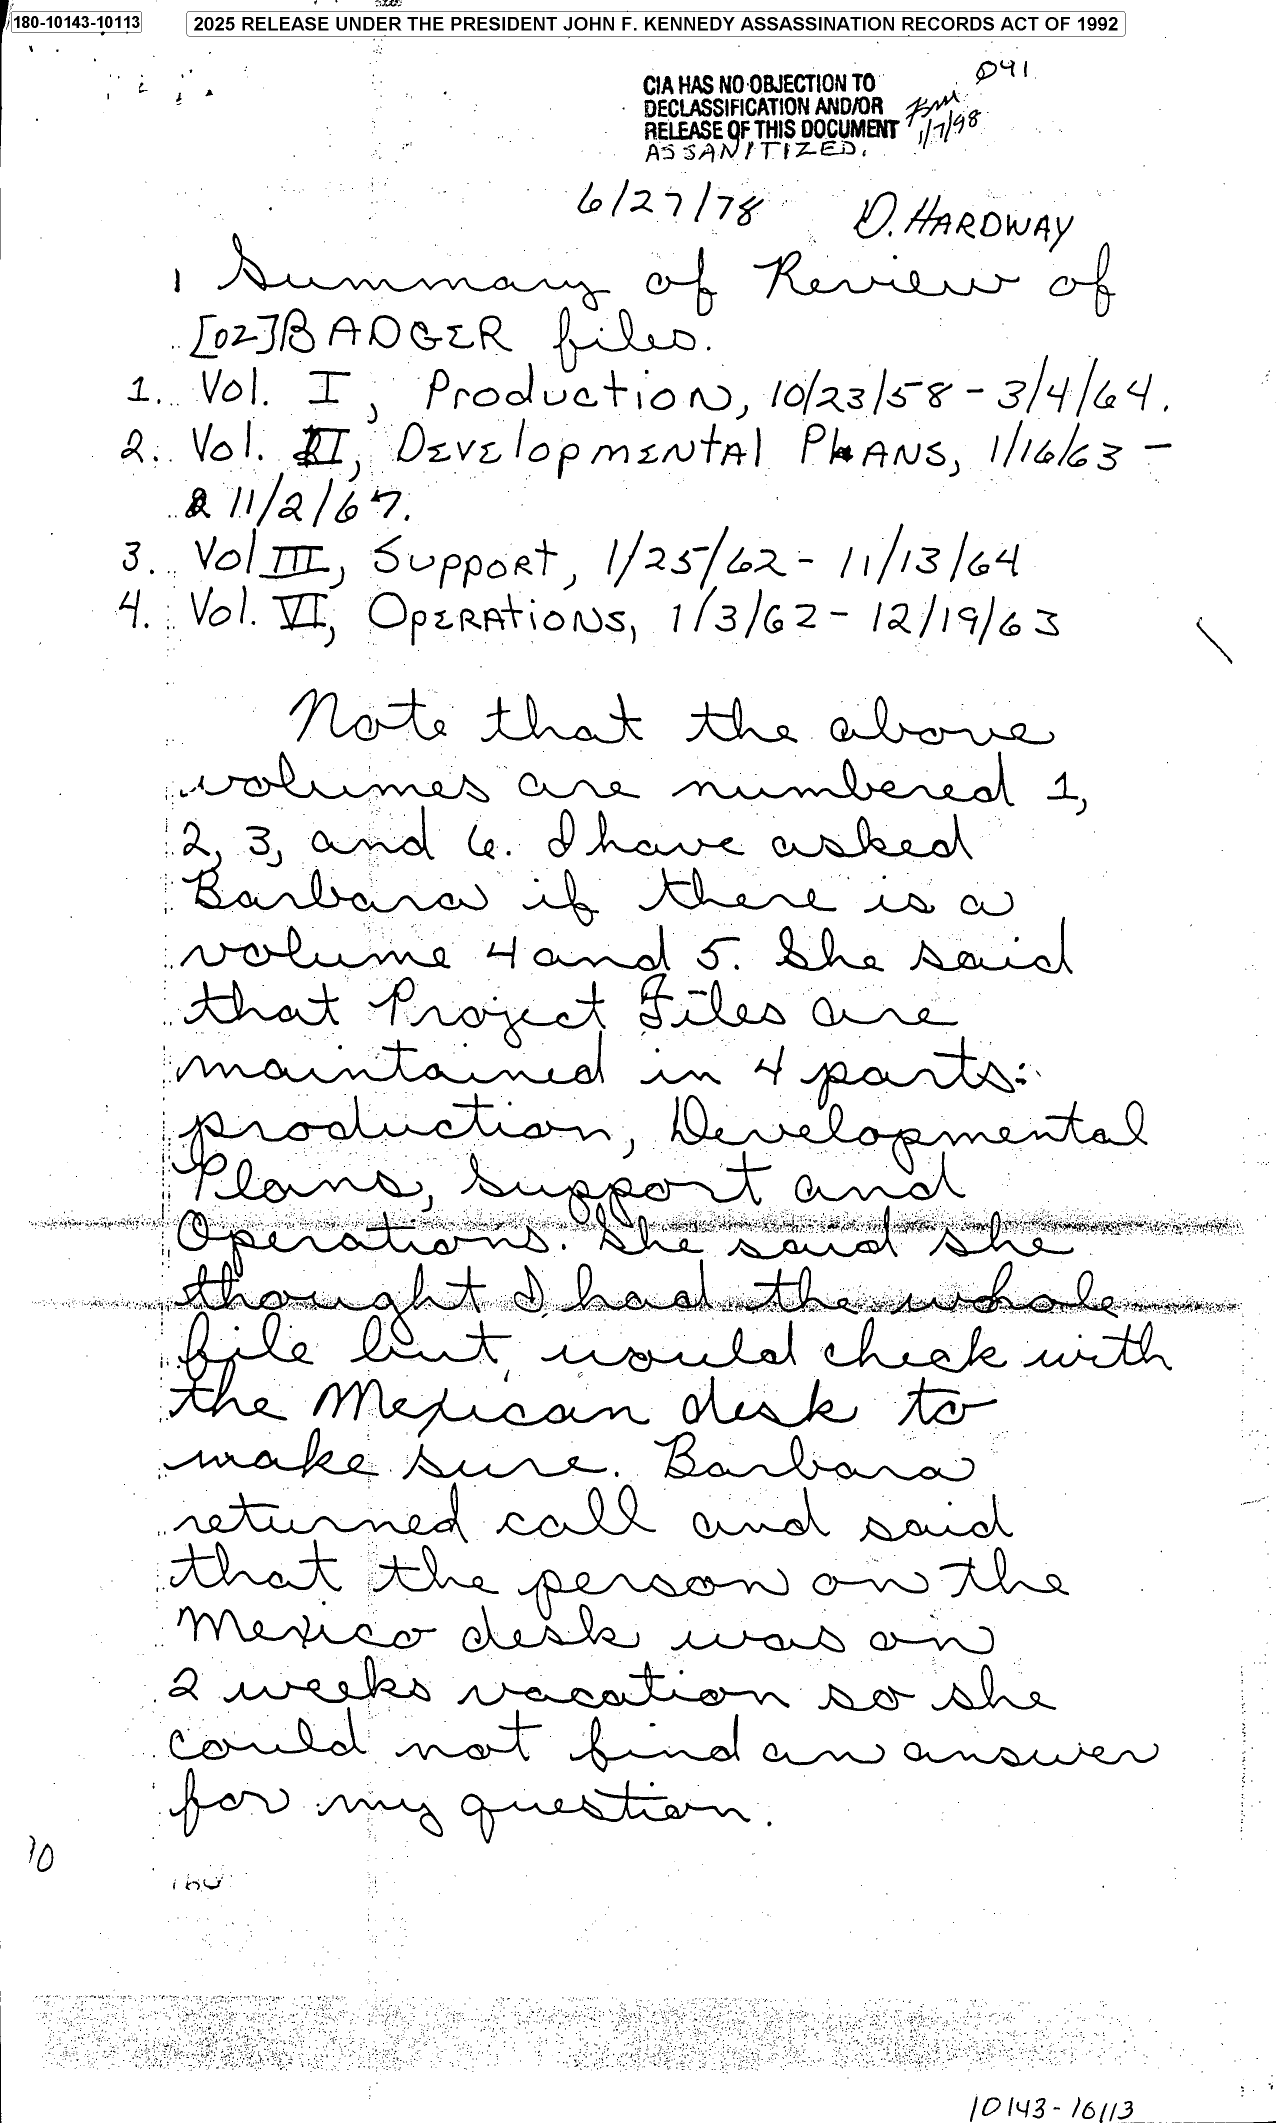 180-10143-10113
2025 RELEASE UNDER THE PRESIDENT JOHN F. KENNEDY ASSASSINATION RECORDS ACT OF 1992
041
CIA HAS NO OBJECTION TO
DECLASSIFICATION AND/OR
RELEASE OF THIS DOCUMENT
AS SANITIZED.
1/7/98
6/27/78 D. HARDWAY
1 Summary of Review of
[02]BADGER files.
1. Vol. I, Production, 10/23/58 - 3/4/64.
2. Vol. II, Developmental Plans, 1/16/63 -
11/2/67.
3. Vol III, Support, 1/25/62 - 11/13/64
4. Vol. VI, Operations, 1/3/62 - 12/19/63
Note that the above
volumes are numbered 1,
2, 3, and 6. I have asked
Barbara if there is a
volume 4 and 5. She said
that Project Files are
maintained in 4 parts:
production, Developmental
Plans, Support and
Operations. She said she
thought I had the whole
file but would check with
the Mexican desk to
make sure. Barbara
returned call and said
that the person on the
Mexico desk was on
2 weeks vacation so she
could not find an answer
for my question.
10
10143-16113